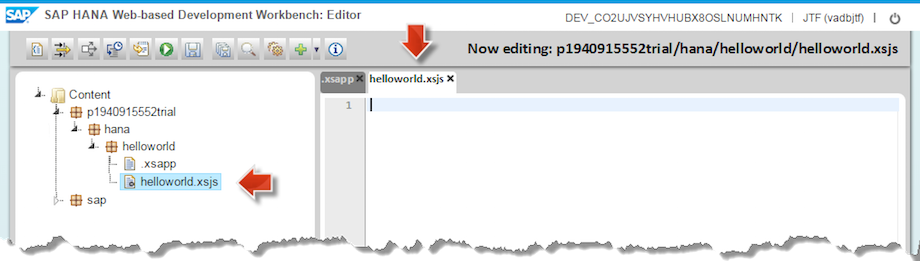 SAP
SAP HANA Web-based Development Workbench: Editor
DEV_CO2UJVSYHVHUBX8OSLNUMHNTK | JTF (vadbjtf)
Now editing: p1940915552trial/hana/helloworld/helloworld.xsjs
Content
p1940915552trial
hana
helloworld
.xsapp
helloworld.xsjs
sap
.xsapp
helloworld.xsjs
1